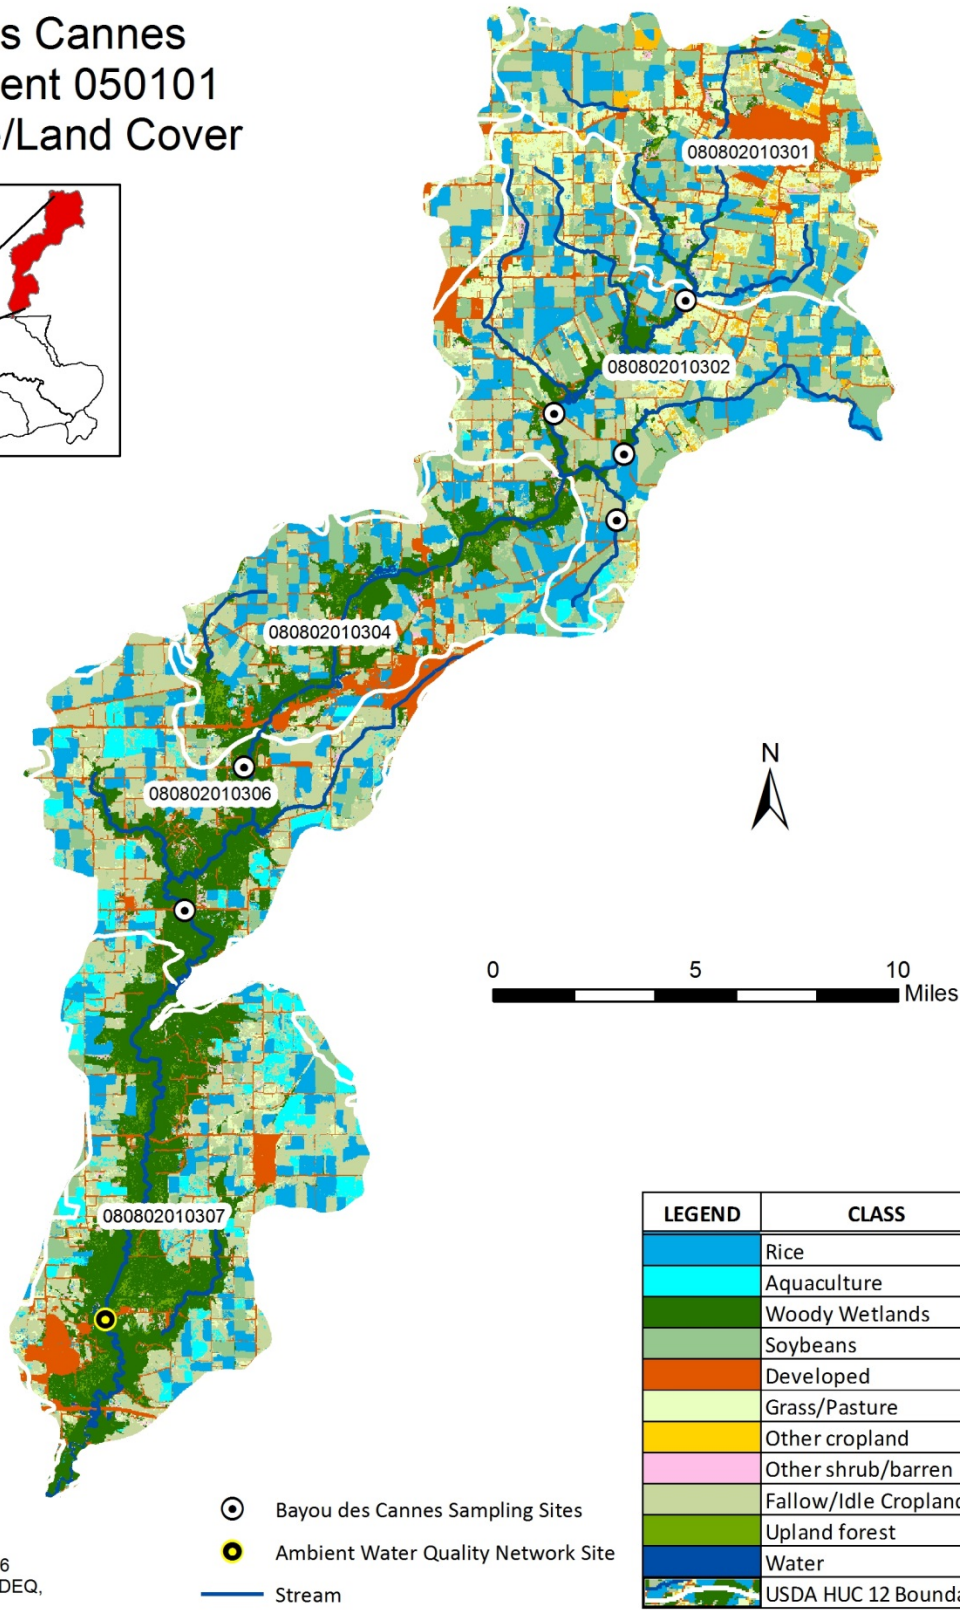 s Cannes
ent 050101
/Land Cover
080802010301
080802010302
080802010304
080802010306
N
0 5 10
Miles
080802010307
LEGEND CLASS
Rice
Aquaculture
Woody Wetlands
Soybeans
Developed
Grass/Pasture
Other cropland
Other shrub/barren
Fallow/Idle Cropland
Upland forest
Water
USDA HUC 12 Bounda
Bayou des Cannes Sampling Sites
Ambient Water Quality Network Site
Stream
6
DEQ,